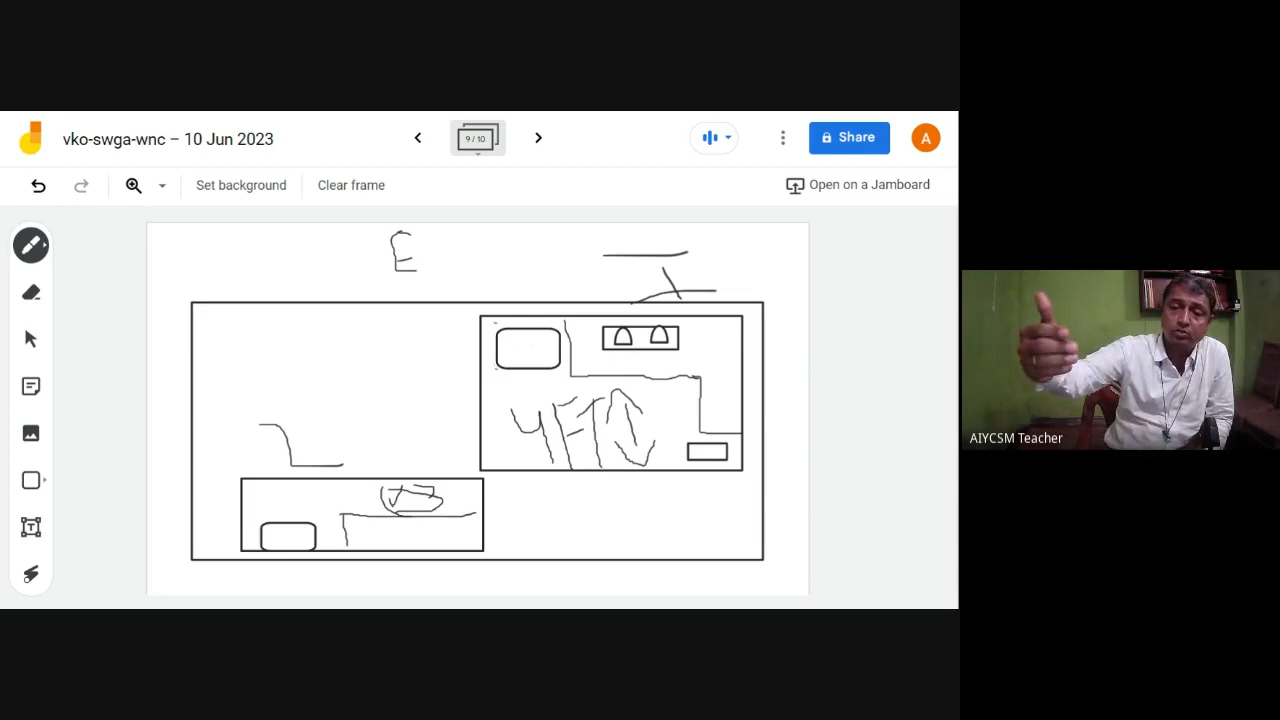 vko-swga-wnc – 10 Jun 2023
9 / 10
Share
A
Set background
Clear frame
Open on a Jamboard
E
T
AIYCSM Teacher